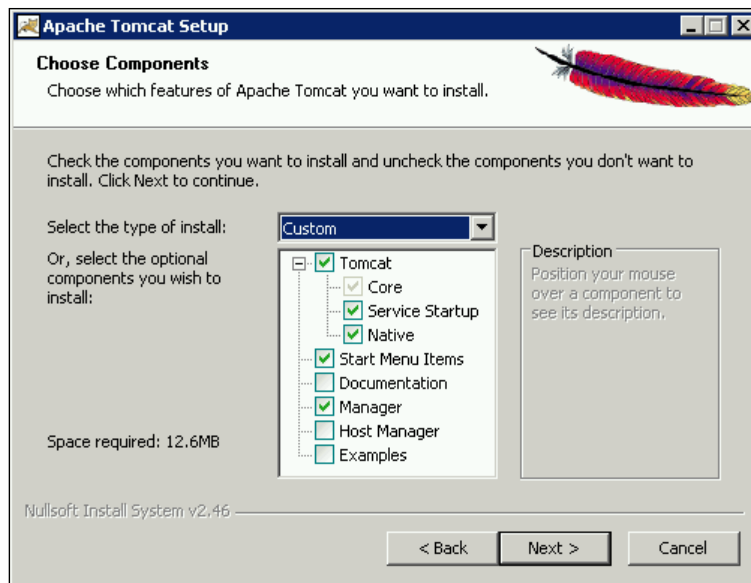 Apache Tomcat Setup
Choose Components
Choose which features of Apache Tomcat you want to install.
Check the components you want to install and uncheck the components you don't want to
install. Click Next to continue.
Select the type of install:
Custom
Or, select the optional
components you wish to
install:
Tomcat
Core
Service Startup
Native
Start Menu Items
Documentation
Manager
Host Manager
Examples
Description
Position your mouse
over a component to
see its description.
Space required: 12.6MB
Nullsoft Install System v2.46
< Back
Next >
Cancel